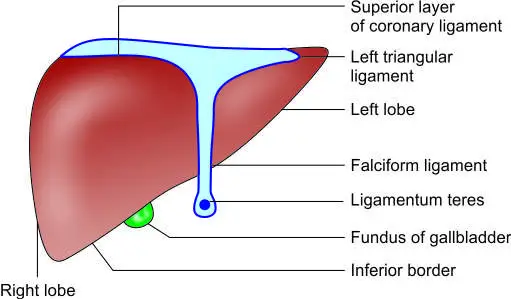 Superior layer
of coronary ligament
Left triangular
ligament
Left lobe
Falciform ligament
Ligamentum teres
Fundus of gallbladder
Inferior border
Right lobe